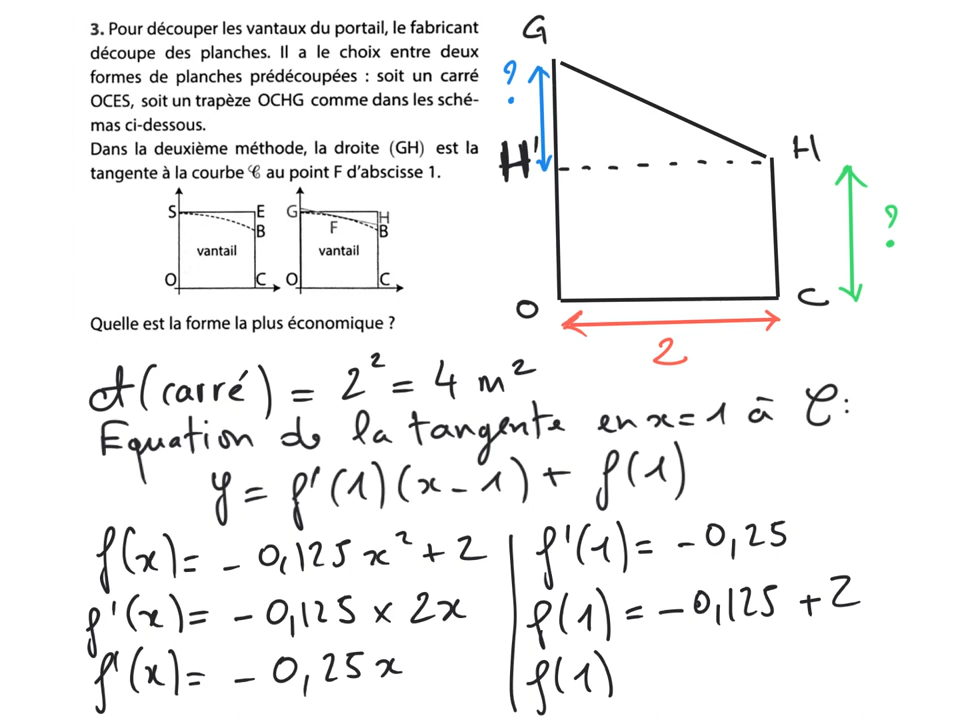 3. Pour découper les vantaux du portail, le fabricant
découpe des planches. Il a le choix entre deux
formes de planches prédécoupées : soit un carré
OCES, soit un trapèze OCHG comme dans les sché-
mas ci-dessous.
Dans la deuxième méthode, la droite (GH) est la
tangente à la courbe 𝒞 au point F d'abscisse 1.
S E
B
vantail
O C
G H
F B
vantail
O C
Quelle est la forme la plus économique ?
G
?
H'
H
?
O
C
2
A(carré) = 2² = 4 m²
Equation de la tangente en x=1 à 𝒞:
y = f'(1)(x-1) + f(1)
f(x) = - 0,125x² + 2
f'(x) = - 0,125 × 2x
f'(x) = - 0,25x
f'(1) = - 0,25
f(1) = - 0,125 + 2
f(1)